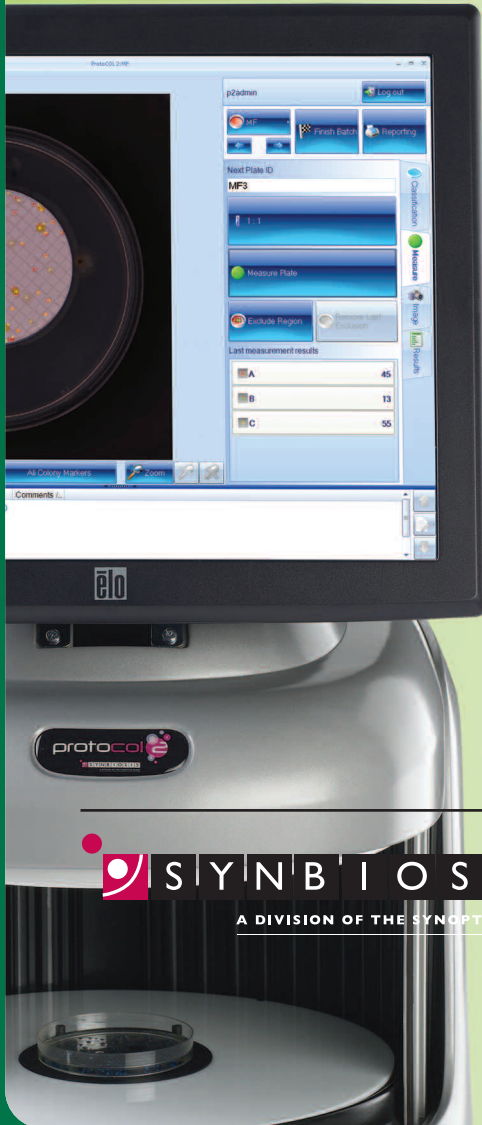 ProtoCOL 2:MF
p2admin
Log out
MF
Finish Batch
Reporting
Next Plate ID
MF3
1 : 1
Measure Plate
Exclude Region
Remove Last Exclusion
Last measurement results
A 45
B 13
C 55
Classification
Measure
Image
Results
All Colony Markers
Zoom
Comments /..
elo
protocol 2
SYNBIOSIS
SYNBIOS
A DIVISION OF THE SYNOPT